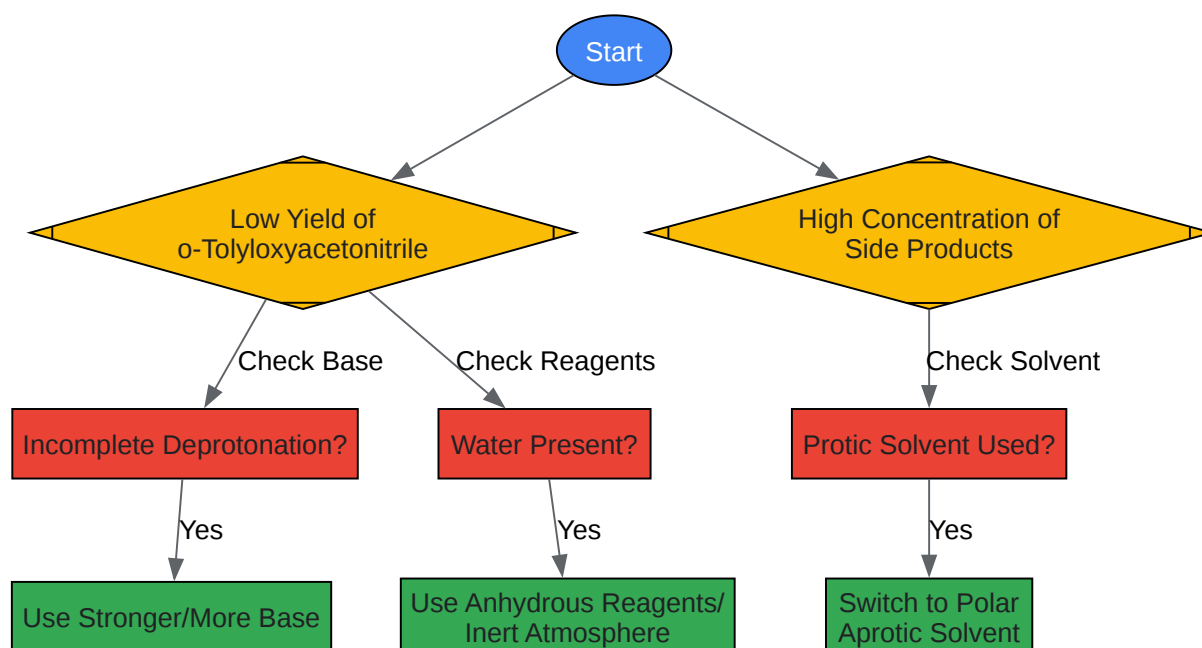 Start
Low Yield of
o-Tolyloxyacetonitrile
High Concentration of
Side Products
Check Base
Check Reagents
Check Solvent
Incomplete Deprotonation?
Water Present?
Protic Solvent Used?
Yes
Yes
Yes
Use Stronger/More Base
Use Anhydrous Reagents/
Inert Atmosphere
Switch to Polar
Aprotic Solvent